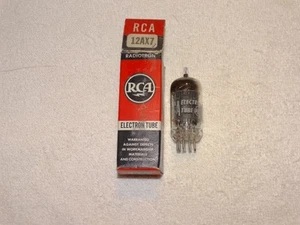 RCA
12AX7
RADIOTRON
RCA
ELECTRON TUBE
WARRANTED
AGAINST DEFECTS
IN WORKMANSHIP
MATERIALS
AND CONSTRUCTION